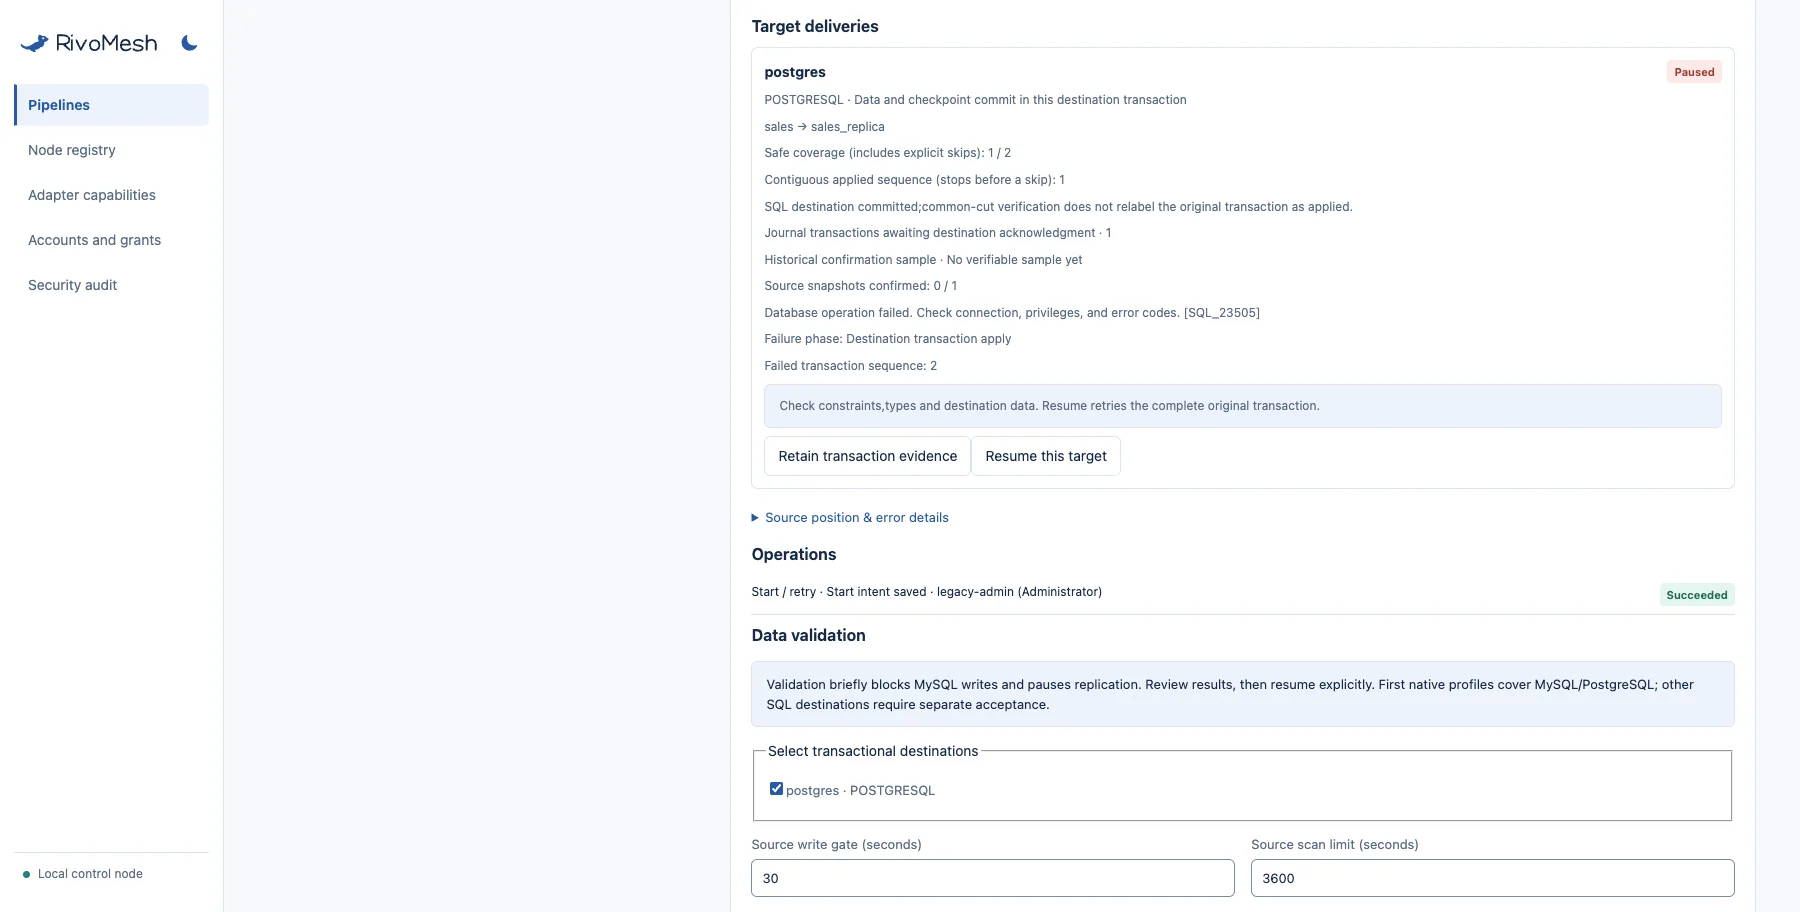 RivoMesh
Pipelines
Node registry
Adapter capabilities
Accounts and grants
Security audit
Local control node
Target deliveries
postgres
Paused
POSTGRESQL · Data and checkpoint commit in this destination transaction
sales → sales_replica
Safe coverage (includes explicit skips): 1 / 2
Contiguous applied sequence (stops before a skip): 1
SQL destination committed;common-cut verification does not relabel the original transaction as applied.
Journal transactions awaiting destination acknowledgment · 1
Historical confirmation sample · No verifiable sample yet
Source snapshots confirmed: 0 / 1
Database operation failed. Check connection, privileges, and error codes. [SQL_23505]
Failure phase: Destination transaction apply
Failed transaction sequence: 2
Check constraints,types and destination data. Resume retries the complete original transaction.
Retain transaction evidence
Resume this target
Source position & error details
Operations
Start / retry · Start intent saved · legacy-admin (Administrator)
Succeeded
Data validation
Validation briefly blocks MySQL writes and pauses replication. Review results, then resume explicitly. First native profiles cover MySQL/PostgreSQL; other
SQL destinations require separate acceptance.
Select transactional destinations
postgres · POSTGRESQL
Source write gate (seconds)
30
Source scan limit (seconds)
3600